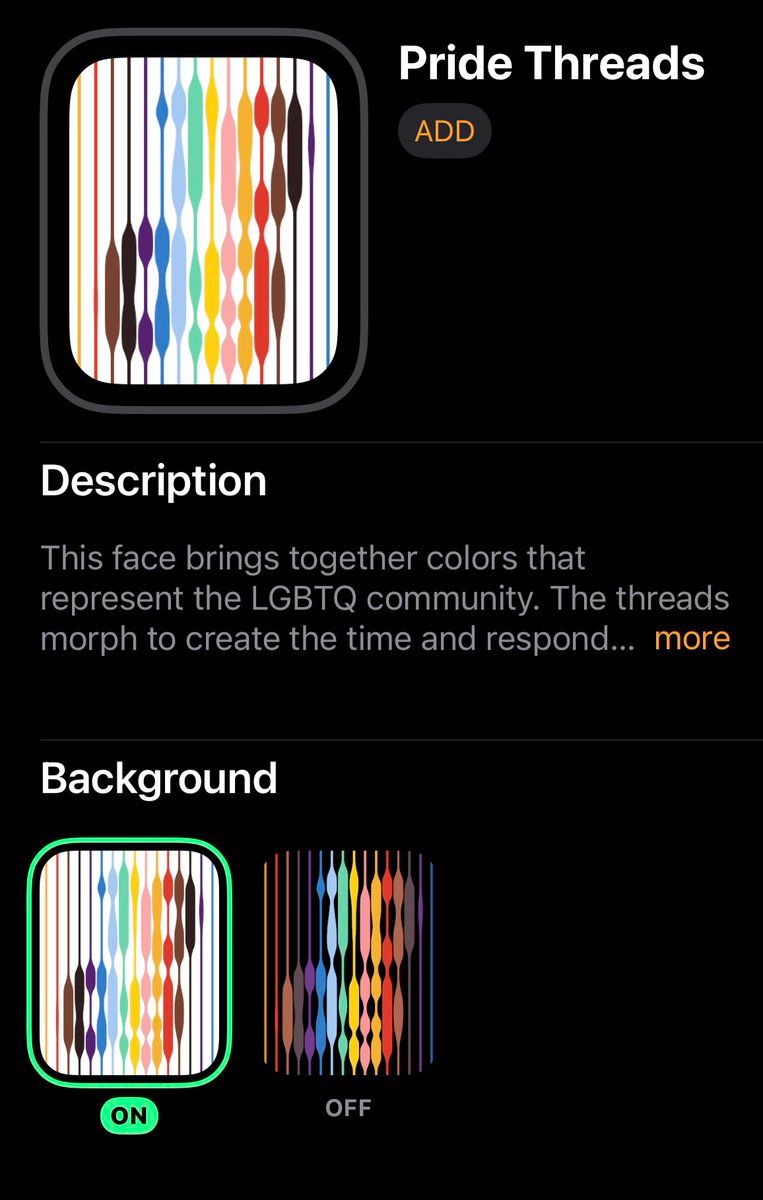 Pride Threads
ADD
Description
This face brings together colors that
represent the LGBTQ community. The threads
morph to create the time and respond... more
Background
ON
OFF